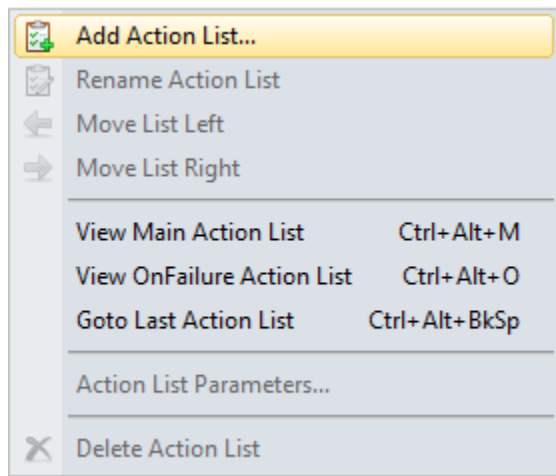 Add Action List...
Rename Action List
Move List Left
Move List Right
View Main Action List Ctrl+Alt+M
View OnFailure Action List Ctrl+Alt+O
Goto Last Action List Ctrl+Alt+BkSp
Action List Parameters...
Delete Action List